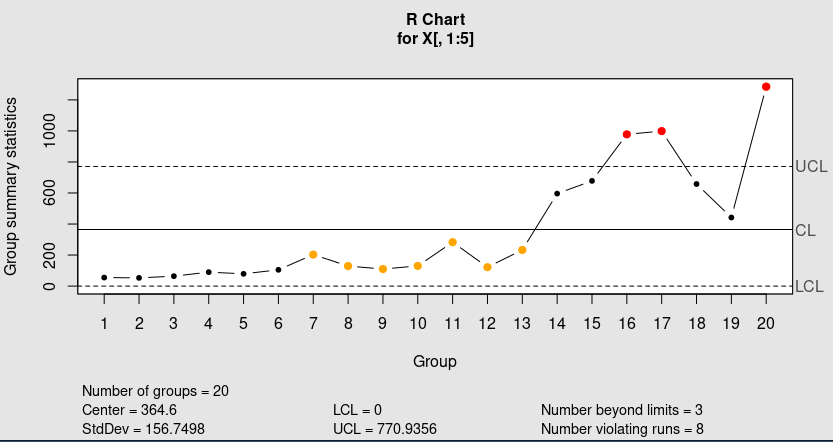 R Chart
for X[, 1:5]
Group summary statistics
1000
600
200
0
UCL
CL
LCL
1 2 3 4 5 6 7 8 9 10 11 12 13 14 15 16 17 18 19 20
Group
Number of groups = 20
Center = 364.6 LCL = 0 Number beyond limits = 3
StdDev = 156.7498 UCL = 770.9356 Number violating runs = 8